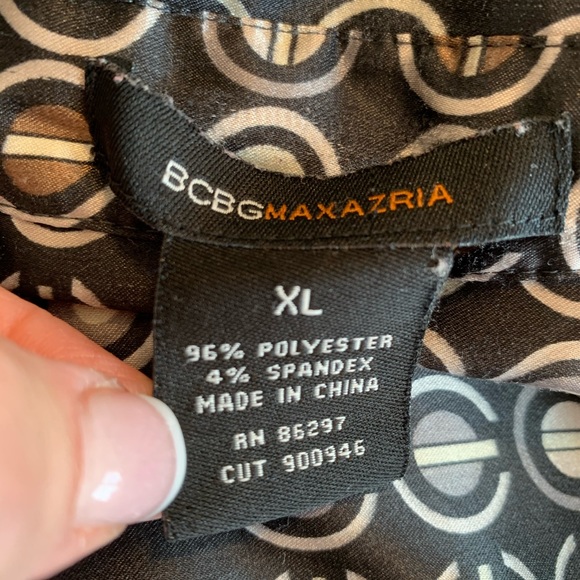 BCBGMAXAZRIA
XL
96% POLYESTER
4% SPANDEX
MADE IN CHINA
RN 86297
CUT 900946